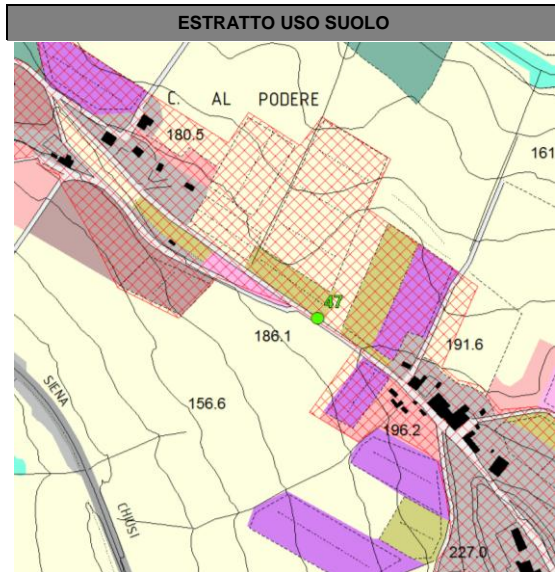 ESTRATTO USO SUOLO
C. AL PODERE
180.5
161
47
186.1
191.6
156.6
SIENA
196.2
CHIUSI
227.0